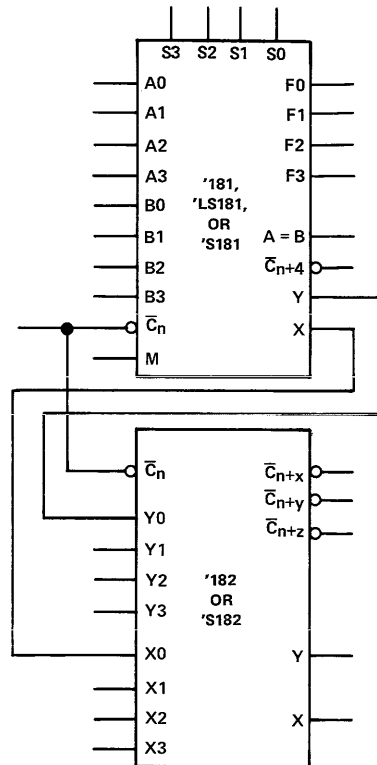 S3 S2 S1 S0
A0 F0
A1 F1
A2 F2
A3 F3
'181,
'LS181,
OR
'S181
B0
B1 A = B
B2 C̅n+4
B3 Y
C̅n X
M
C̅n C̅n+x
C̅n+y
Y0 C̅n+z
Y1
Y2
'182
OR
'S182
Y3
X0 Y
X1
X2 X
X3